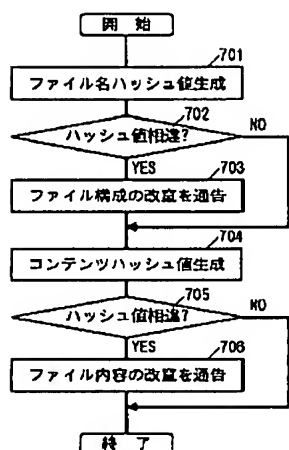 開 始
701
ファイル名ハッシュ値生成
702
ハッシュ値相違?
NO
YES
703
ファイル構成の改竄を通告
704
コンテンツハッシュ値生成
705
ハッシュ値相違?
NO
YES
706
ファイル内容の改竄を通告
終 了